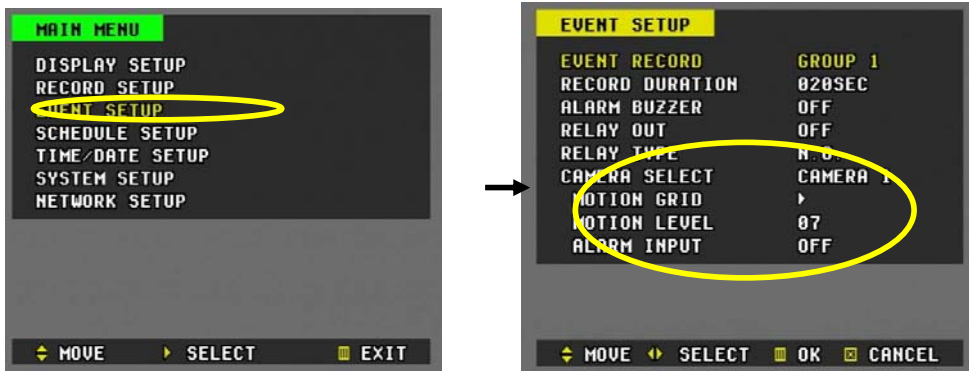 MAIN MENU
DISPLAY SETUP
RECORD SETUP
EVENT SETUP
SCHEDULE SETUP
TIME/DATE SETUP
SYSTEM SETUP
NETWORK SETUP
MOVE SELECT EXIT
EVENT SETUP
EVENT RECORD GROUP 1
RECORD DURATION 020SEC
ALARM BUZZER OFF
RELAY OUT OFF
RELAY TYPE N.O.
CAMERA SELECT CAMERA 1
MOTION GRID
MOTION LEVEL 07
ALARM INPUT OFF
MOVE SELECT OK CANCEL